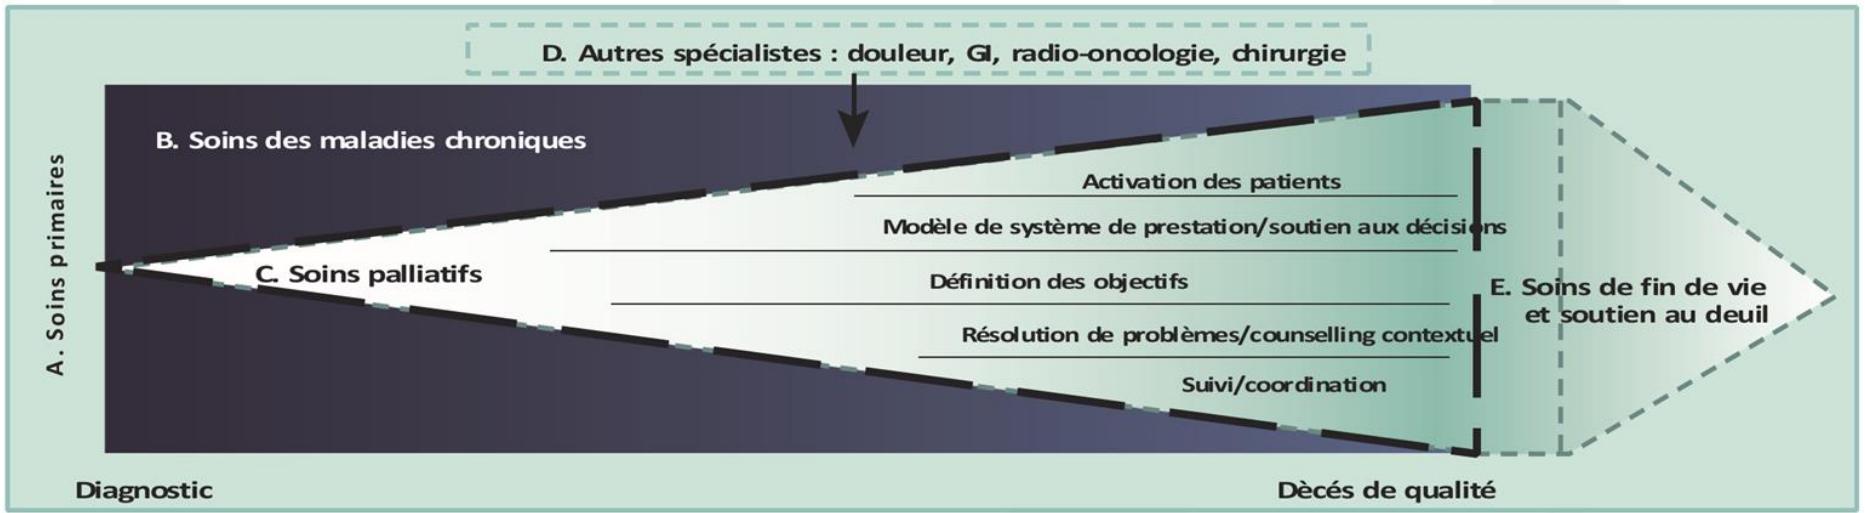 D. Autres spécialistes : douleur, GI, radio-oncologie, chirurgie
B. Soins des maladies chroniques
A. Soins primaires
Activation des patients
Modèle de système de prestation/soutien aux décisions
C. Soins palliatifs
Définition des objectifs
E. Soins de fin de vie
et soutien au deuil
Résolution de problèmes/counselling contextuel
Suivi/coordination
Diagnostic
Dècés de qualité